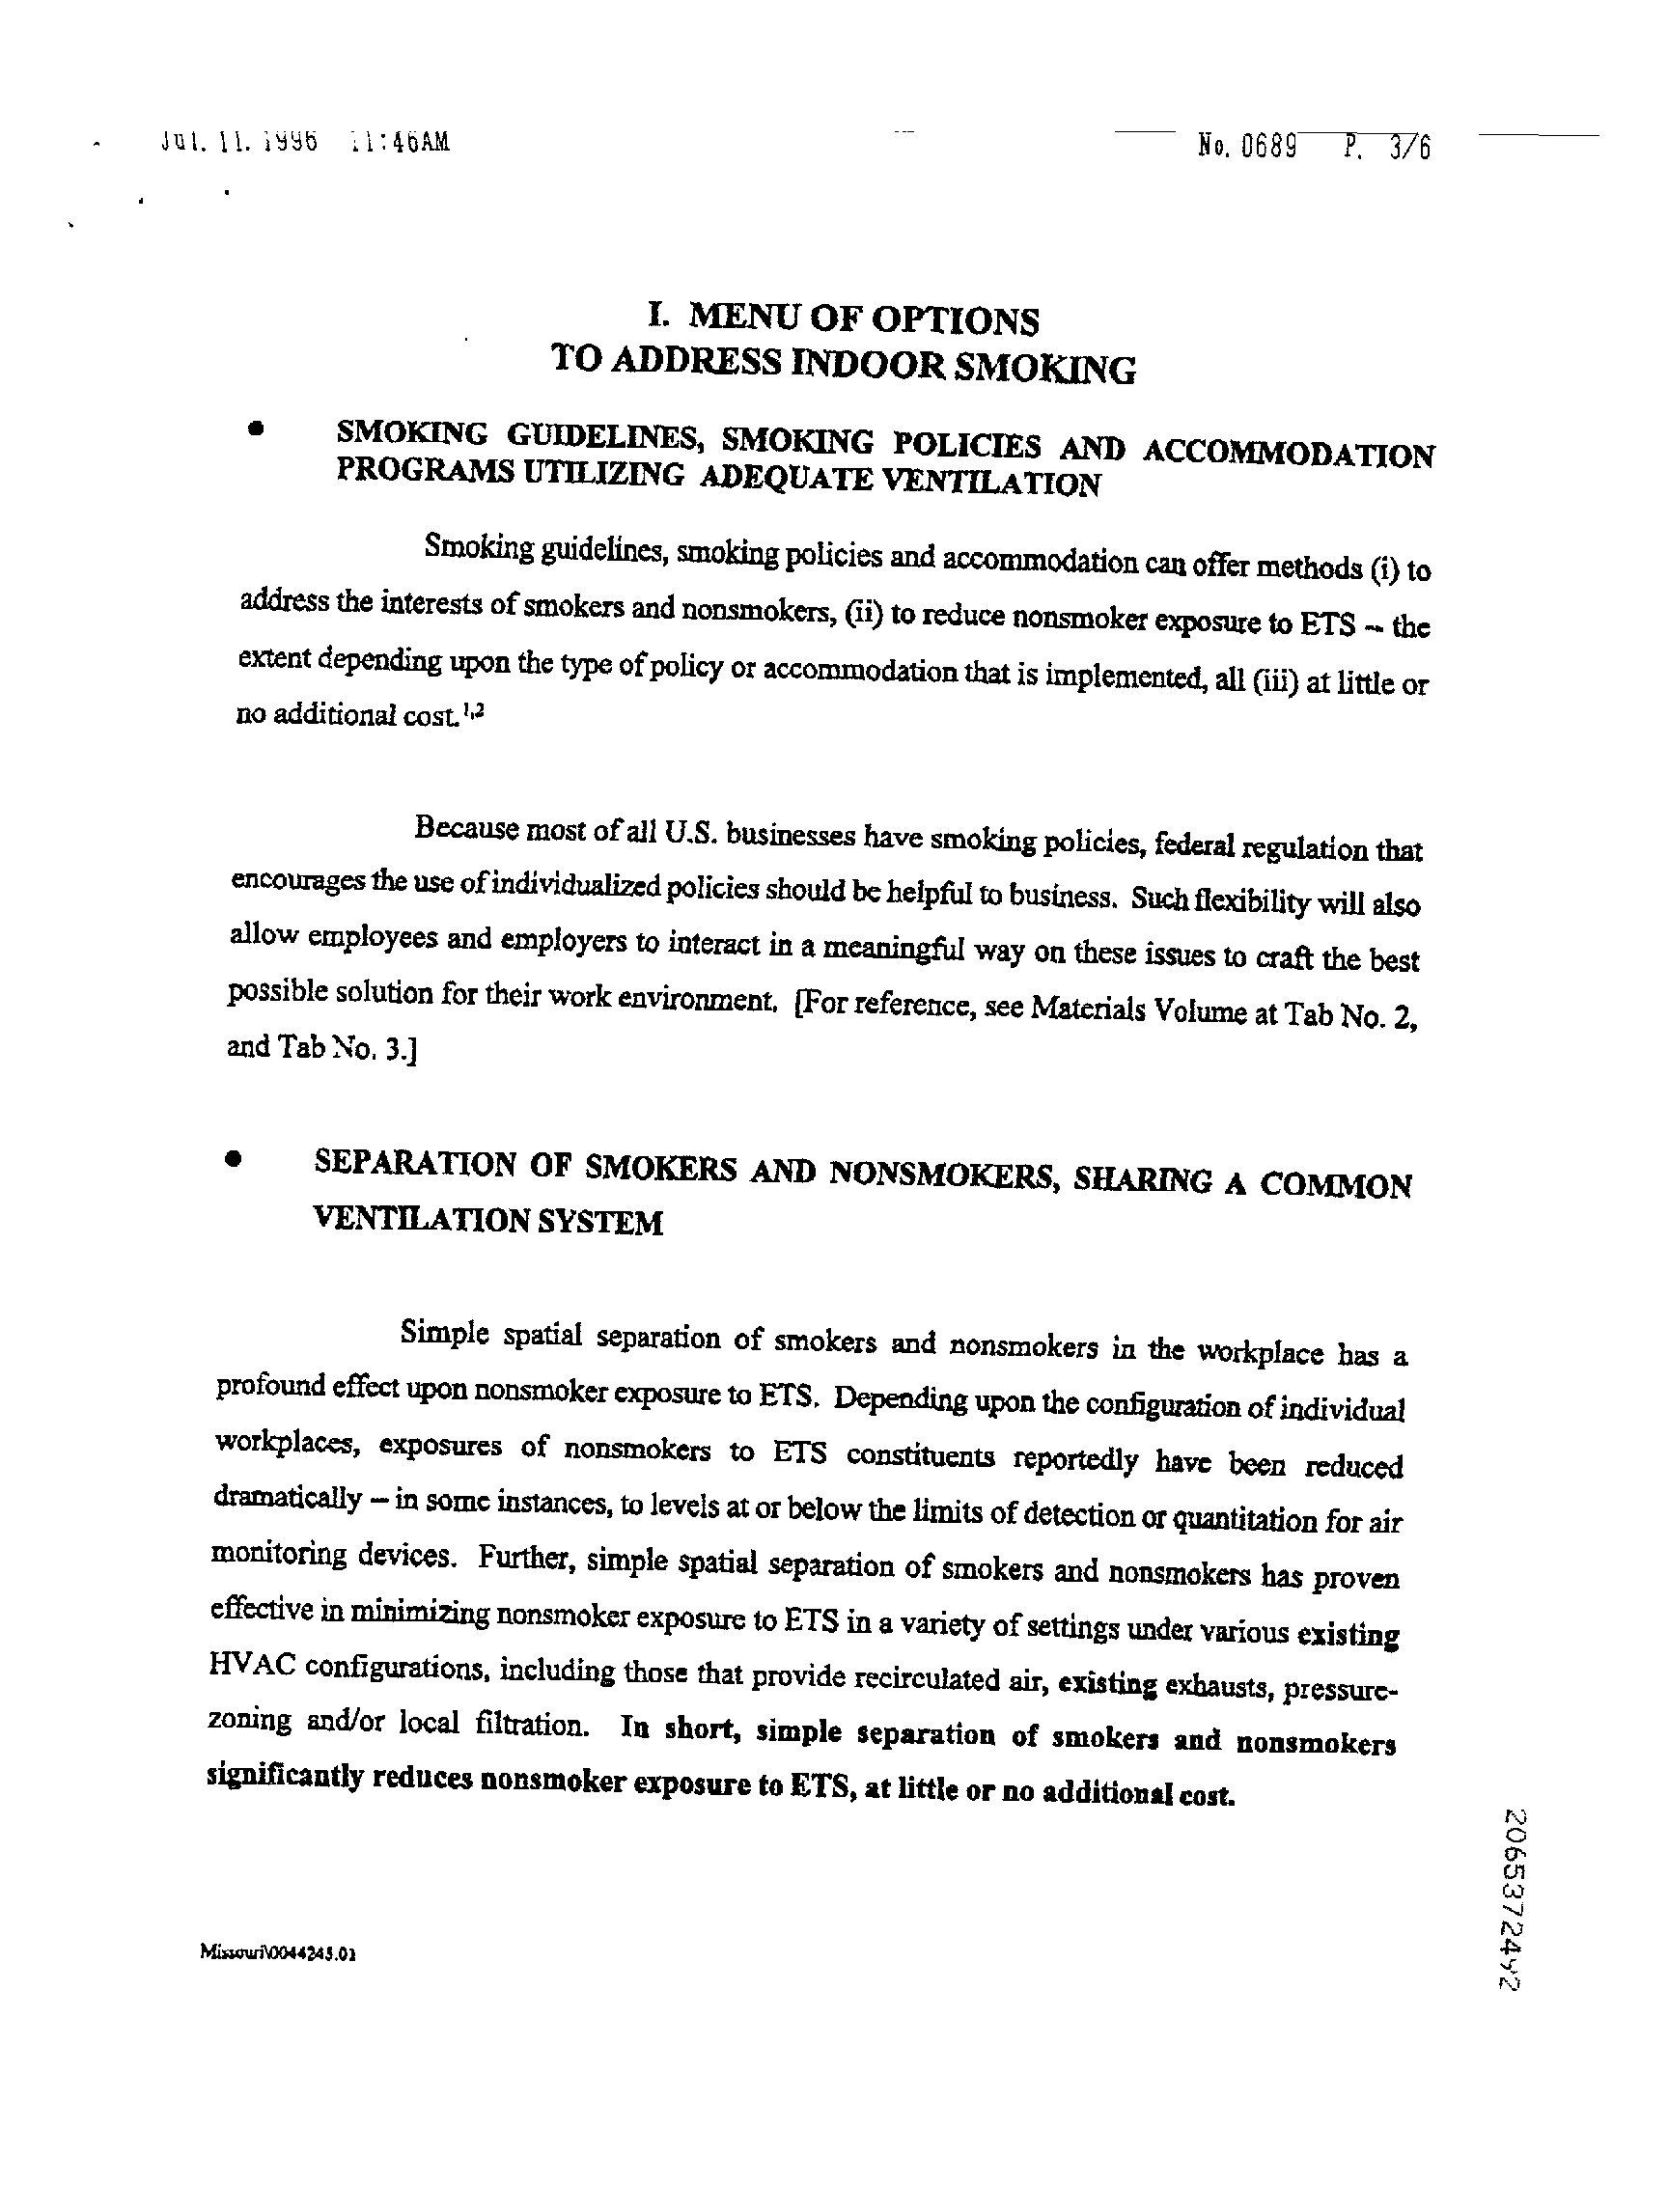 Jul. 11. 1996 11:46AM No. 0689 P. 3/6
I. MENU OF OPTIONS
TO ADDRESS INDOOR SMOKING
• SMOKING GUIDELINES, SMOKING POLICIES AND ACCOMMODATION
PROGRAMS UTILIZING ADEQUATE VENTILATION
Smoking guidelines, smoking policies and accommodation can offer methods (i) to
address the interests of smokers and nonsmokers, (ii) to reduce nonsmoker exposure to ETS -- the
extent depending upon the type of policy or accommodation that is implemented, all (iii) at little or
no additional cost.1,2
Because most of all U.S. businesses have smoking policies, federal regulation that
encourages the use of individualized policies should be helpful to business. Such flexibility will also
allow employees and employers to interact in a meaningful way on these issues to craft the best
possible solution for their work environment. [For reference, see Materials Volume at Tab No. 2,
and Tab No. 3.]
• SEPARATION OF SMOKERS AND NONSMOKERS, SHARING A COMMON
VENTILATION SYSTEM
Simple spatial separation of smokers and nonsmokers in the workplace has a
profound effect upon nonsmoker exposure to ETS. Depending upon the configuration of individual
workplaces, exposures of nonsmokers to ETS constituents reportedly have been reduced
dramatically – in some instances, to levels at or below the limits of detection or quantitation for air
monitoring devices. Further, simple spatial separation of smokers and nonsmokers has proven
effective in minimizing nonsmoker exposure to ETS in a variety of settings under various existing
HVAC configurations, including those that provide recirculated air, existing exhausts, pressure-
zoning and/or local filtration. In short, simple separation of smokers and nonsmokers
significantly reduces nonsmoker exposure to ETS, at little or no additional cost.
Missouri\0044245.01